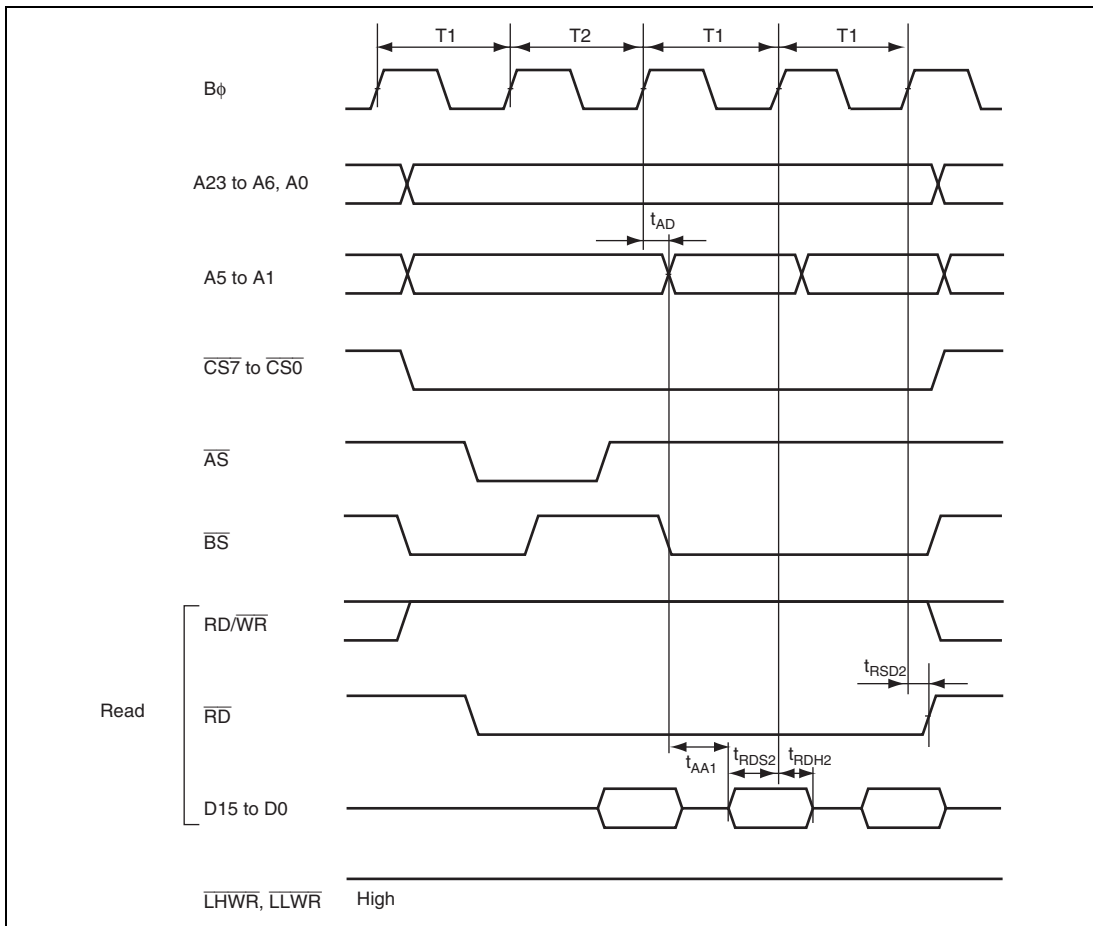 T1 T2 T1 T1
Bϕ
A23 to A6, A0
tAD
A5 to A1
CS7 to CS0
AS
BS
RD/WR
tRSD2
Read
RD
tAA1 tRDS2 tRDH2
D15 to D0
LHWR, LLWR High